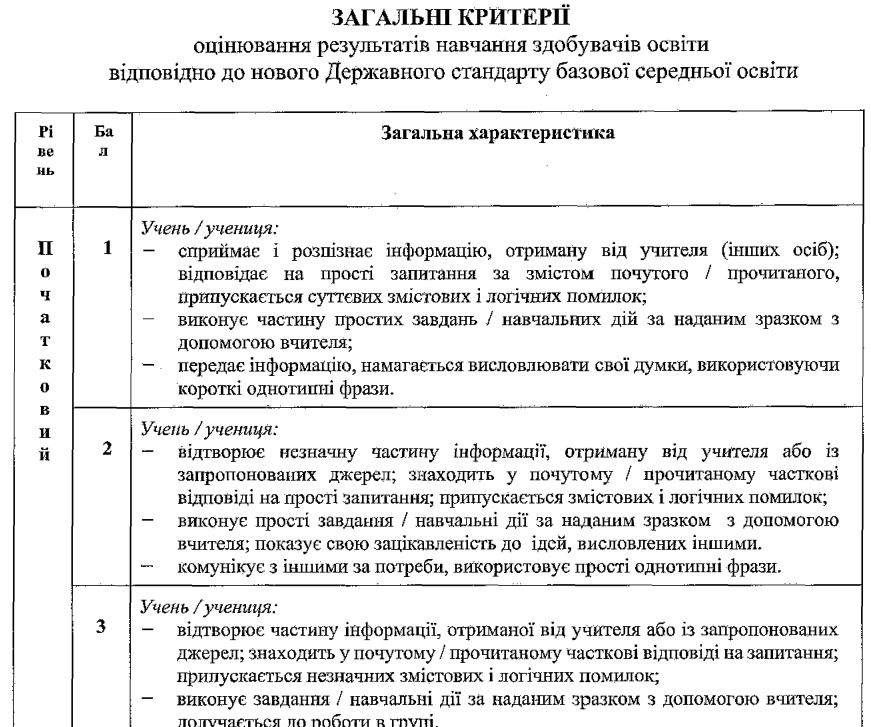 ЗАГАЛЬНІ КРИТЕРІЇ
оцінювання результатів навчання здобувачів освіти
відповідно до нового Державного стандарту базової середньої освіти
Рі
ве
нь
Ба
л
Загальна характеристика
П
о
ч
а
т
к
о
в
и
й
1
Учень / учениця:
– сприймає і розпізнає інформацію, отриману від учителя (інших осіб);
відповідає на прості запитання за змістом почутого / прочитаного,
припускається суттєвих змістових і логічних помилок;
– виконує частину простих завдань / навчальних дій за наданим зразком з
допомогою вчителя;
– передає інформацію, намагається висловлювати свої думки, використовуючи
короткі однотипні фрази.
2
Учень / учениця:
– відтворює незначну частину інформації, отриману від учителя або із
запропонованих джерел; знаходить у почутому / прочитаному часткові
відповіді на прості запитання; припускається змістових і логічних помилок;
– виконує прості завдання / навчальні дії за наданим зразком з допомогою
вчителя; показує свою зацікавленість до ідей, висловлених іншими.
– комунікує з іншими за потреби, використовує прості однотипні фрази.
3
Учень / учениця:
– відтворює частину інформації, отриманої від учителя або із запропонованих
джерел; знаходить у почутому / прочитаному часткові відповіді на запитання;
припускається незначних змістових і логічних помилок;
– виконує завдання / навчальні дії за наданим зразком з допомогою вчителя;
долучається до роботи в групі.